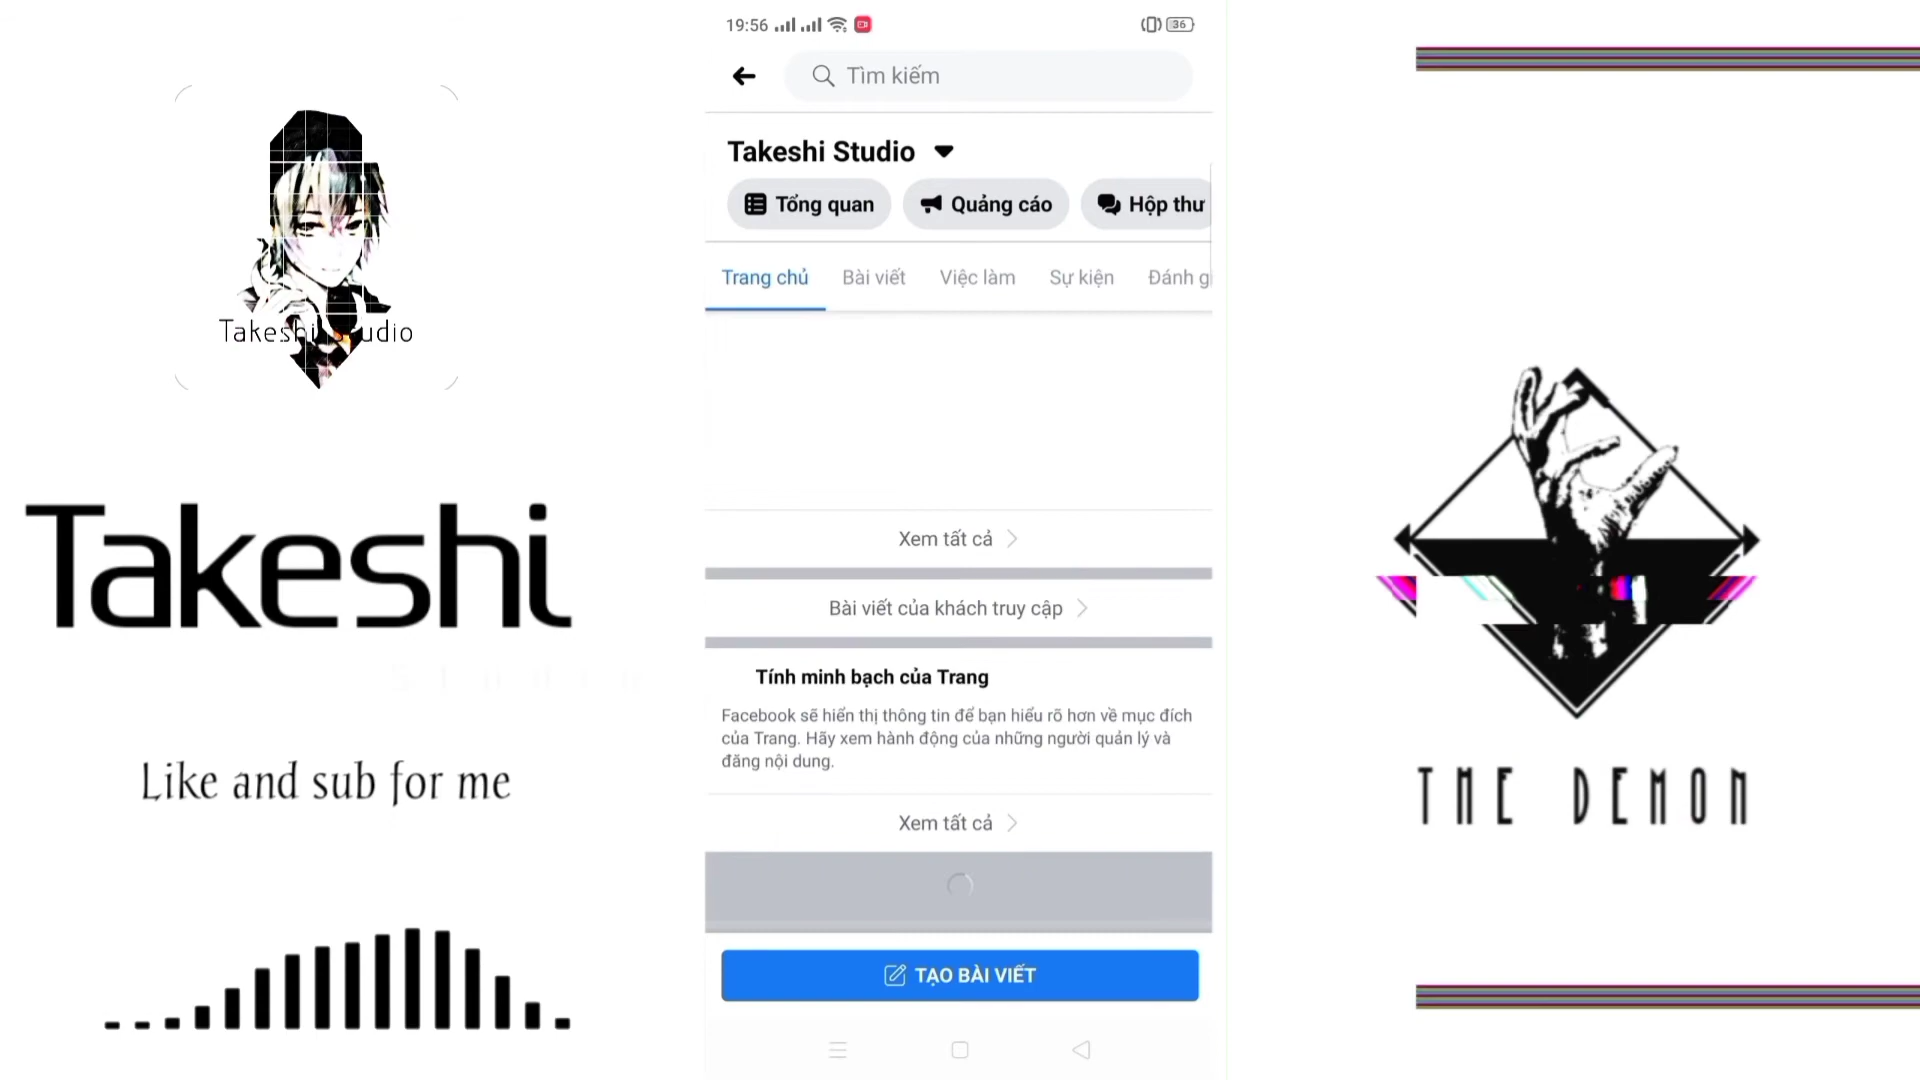 Takeshi Studio
Takeshi
Like and sub for me
19:56
36
Tìm kiếm
Takeshi Studio
Tổng quan
Quảng cáo
Hộp thư
Trang chủ
Bài viết
Việc làm
Sự kiện
Đánh gi
Xem tất cả
Bài viết của khách truy cập
Tính minh bạch của Trang
Facebook sẽ hiển thị thông tin để bạn hiểu rõ hơn về mục đích
của Trang. Hãy xem hành động của những người quản lý và
đăng nội dung.
Xem tất cả
TẠO BÀI VIẾT
THE DEMON